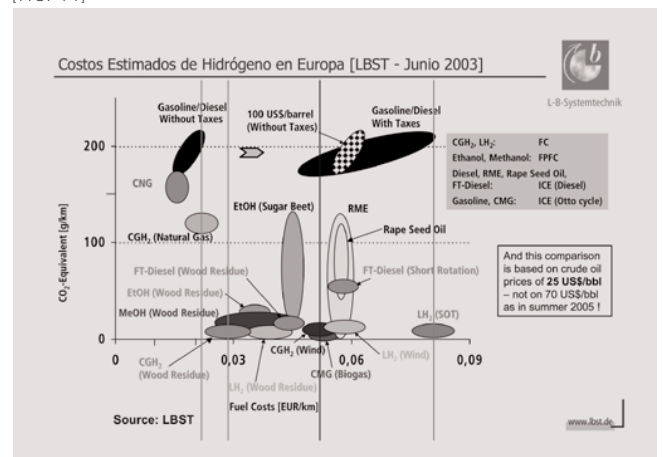 Costos Estimados de Hidrógeno en Europa [LBST - Junio 2003]
b
L-B-Systemtechnik
Gasoline/Diesel
Without Taxes
100 US$/barrel
(Without Taxes)
Gasoline/Diesel
With Taxes
CGH₂, LH₂: FC
Ethanol, Methanol: FPFC
Diesel, RME, Rape Seed Oil,
FT-Diesel: ICE (Diesel)
Gasoline, CMG: ICE (Otto cycle)
200
CNG
EtOH (Sugar Beet)
RME
Rape Seed Oil
CGH₂ (Natural Gas)
100
CO₂-Equivalent [g/km]
FT-Diesel (Wood Residue)
FT-Diesel (Short Rotation)
And this comparison
is based on crude oil
prices of 25 US$/bbl
– not on 70 US$/bbl
as in summer 2005 !
EtOH (Wood Residue)
MeOH (Wood Residue)
LH₂ (SOT)
0
0
0,03
0,06
0,09
CGH₂ (Wind)
LH₂ (Wind)
CGH₂
(Wood Residue)
CMG (Biogas)
LH₂ (Wood Residue)
Fuel Costs [EUR/km]
Source: LBST
www.lbst.de